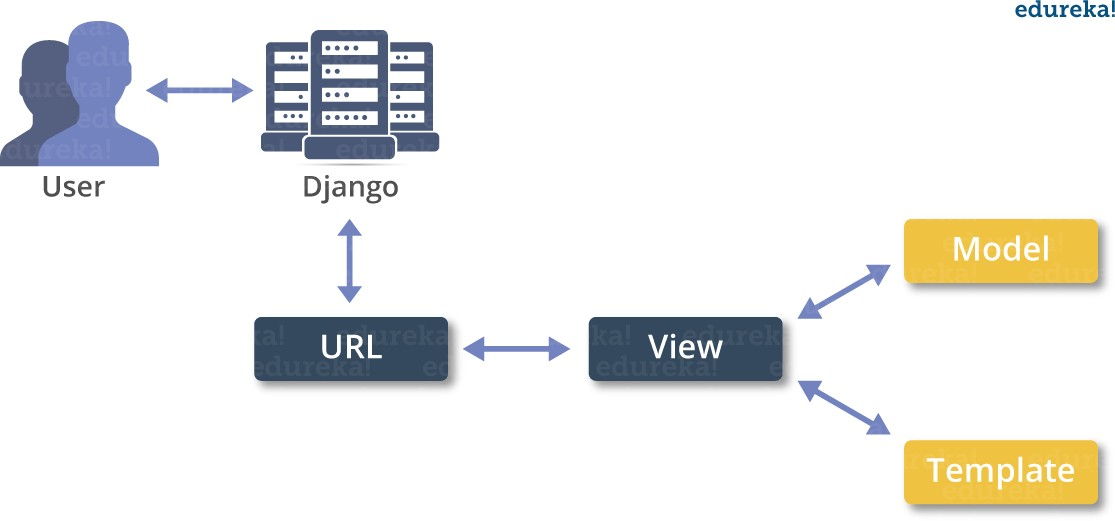 edureka!
User
Django
Model
URL
View
Template